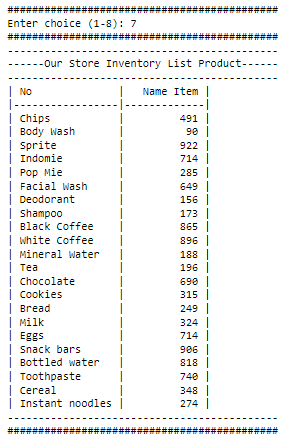 ############################################
Enter choice (1-8): 7
############################################
--------------------------------------------
------Our Store Inventory List Product------
--------------------------------------------
| No              |   Name Item |
|-----------------|-------------|
| Chips           |         491 |
| Body Wash       |          90 |
| Sprite          |         922 |
| Indomie         |         714 |
| Pop Mie         |         285 |
| Facial Wash     |         649 |
| Deodorant       |         156 |
| Shampoo         |         173 |
| Black Coffee    |         865 |
| White Coffee    |         896 |
| Mineral Water   |         188 |
| Tea             |         196 |
| Chocolate       |         690 |
| Cookies         |         315 |
| Bread           |         249 |
| Milk            |         324 |
| Eggs            |         714 |
| Snack bars      |         906 |
| Bottled water   |         818 |
| Toothpaste      |         740 |
| Cereal          |         348 |
| Instant noodles |         274 |
--------------------------------------------
############################################